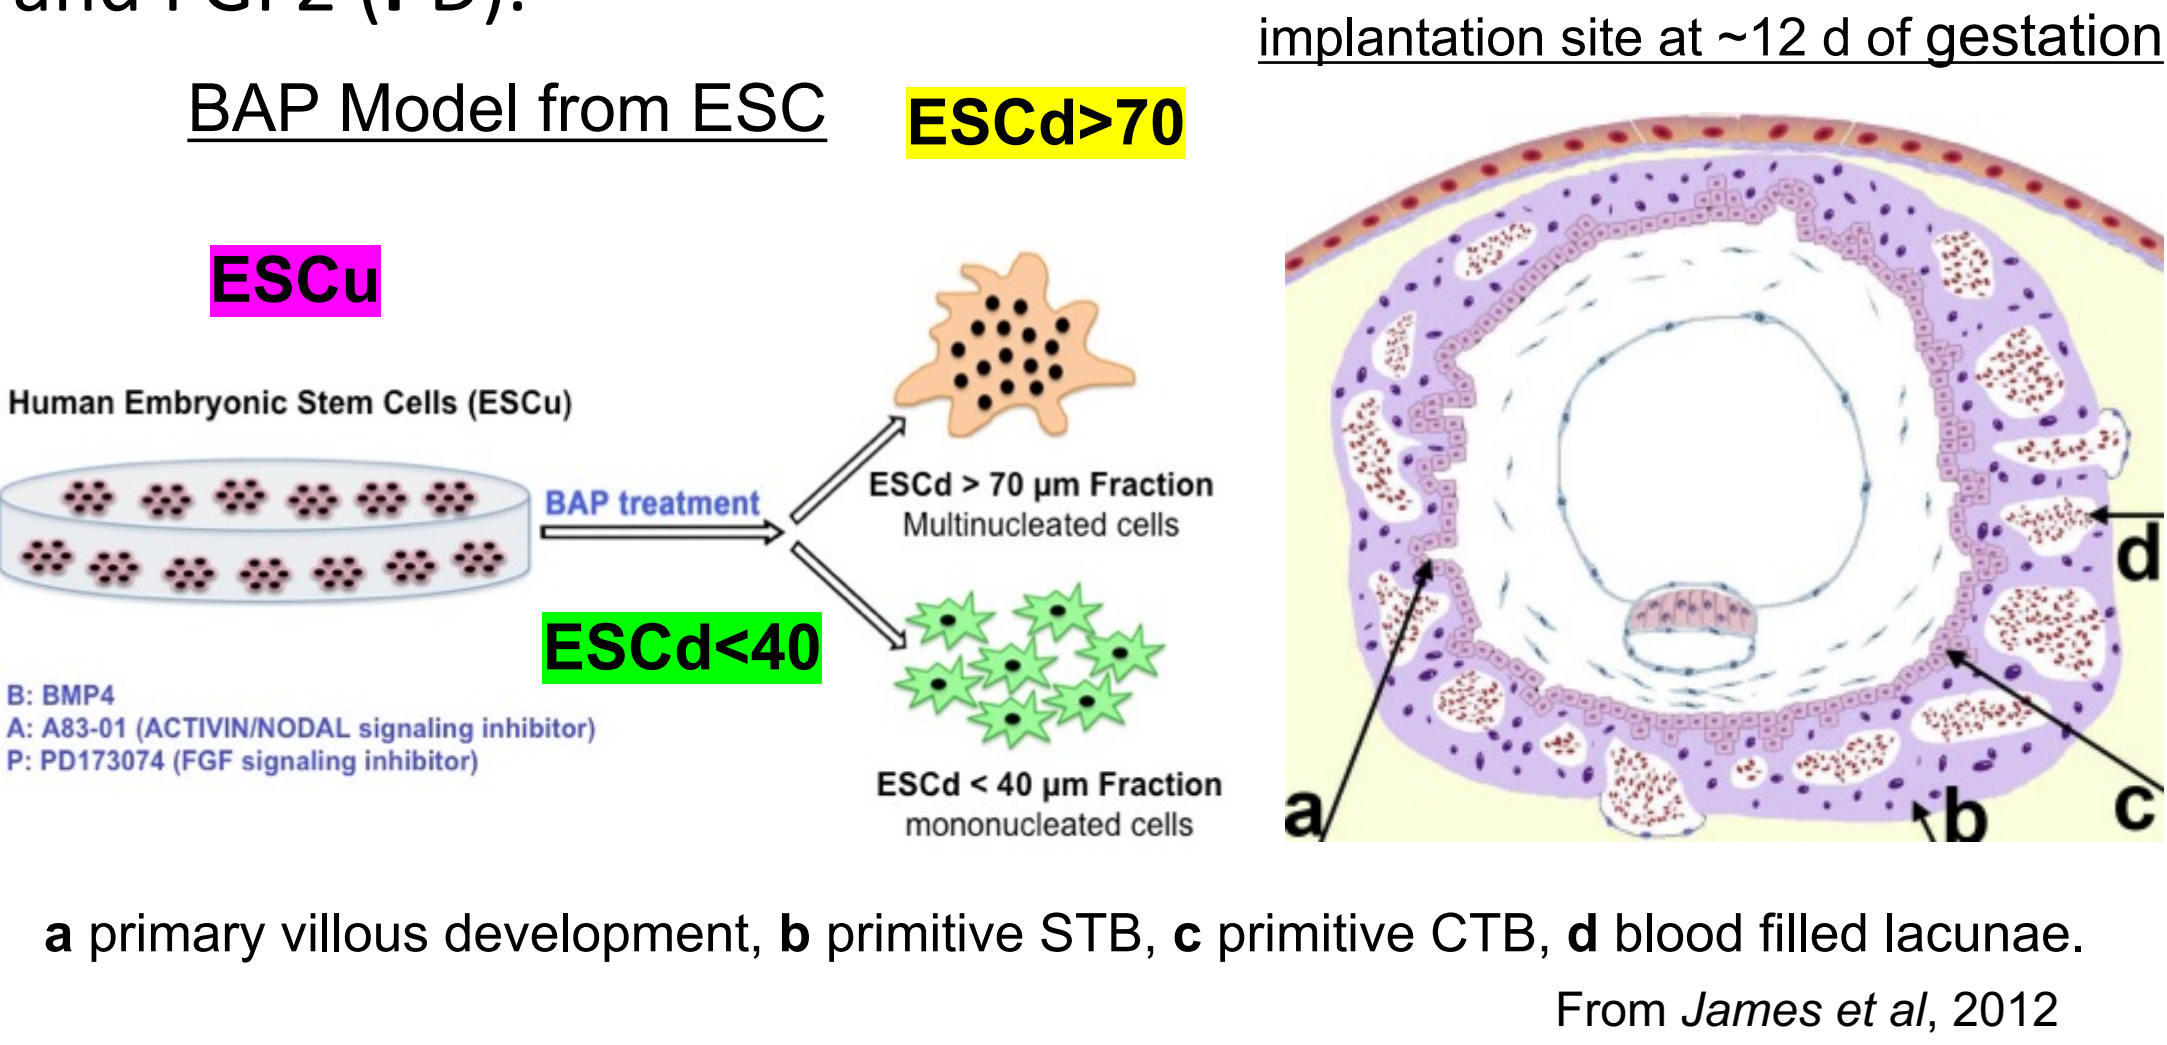 and FGF2 (PD).
implantation site at ~12 d of gestation
BAP Model from ESC
ESCd>70
ESCu
Human Embryonic Stem Cells (ESCu)
BAP treatment
ESCd > 70 µm Fraction
Multinucleated cells
ESCd<40
B: BMP4
A: A83-01 (ACTIVIN/NODAL signaling inhibitor)
P: PD173074 (FGF signaling inhibitor)
ESCd < 40 µm Fraction
mononucleated cells
d
a
b
c
a primary villous development, b primitive STB, c primitive CTB, d blood filled lacunae.
From James et al, 2012